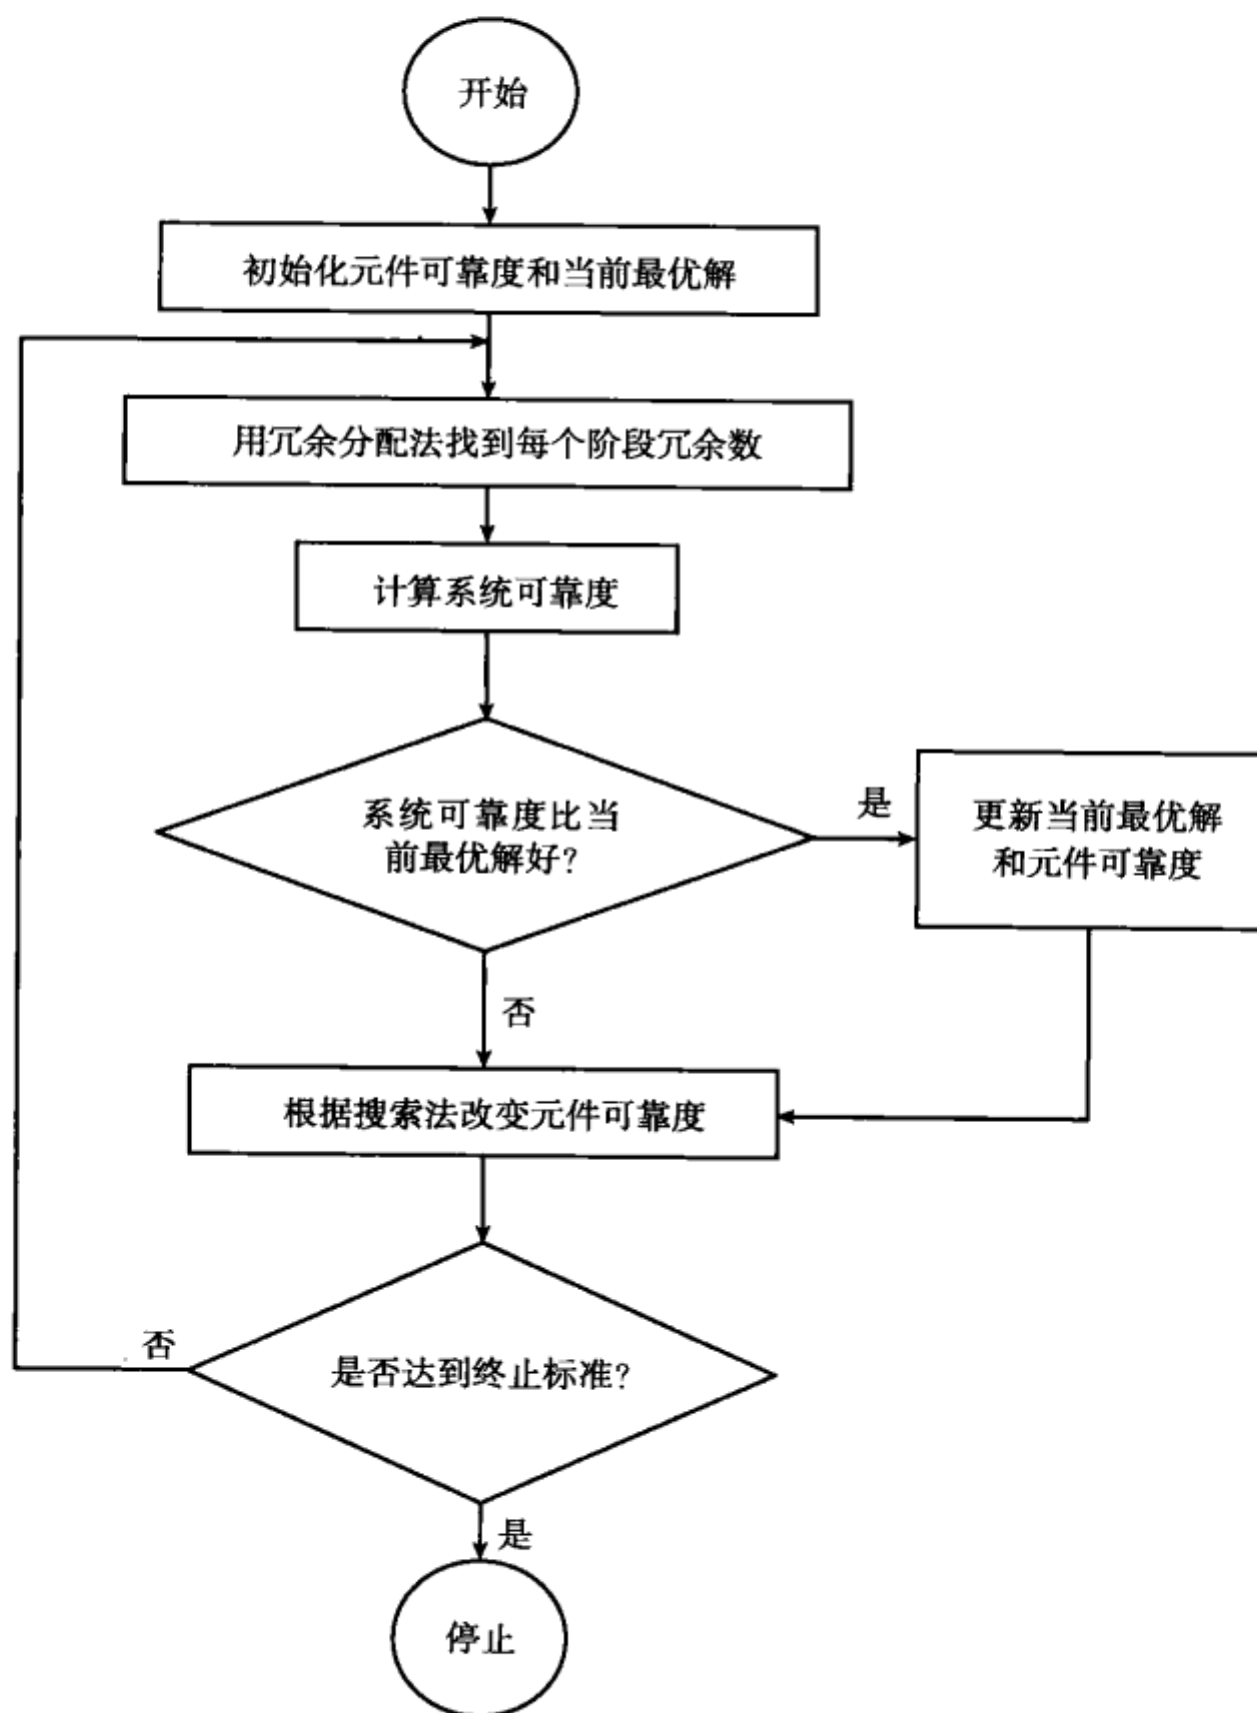 开始
初始化元件可靠度和当前最优解
用冗余分配法找到每个阶段冗余数
计算系统可靠度
系统可靠度比当
前最优解好?
是
更新当前最优解
和元件可靠度
否
根据搜索法改变元件可靠度
否
是否达到终止标准?
是
停止